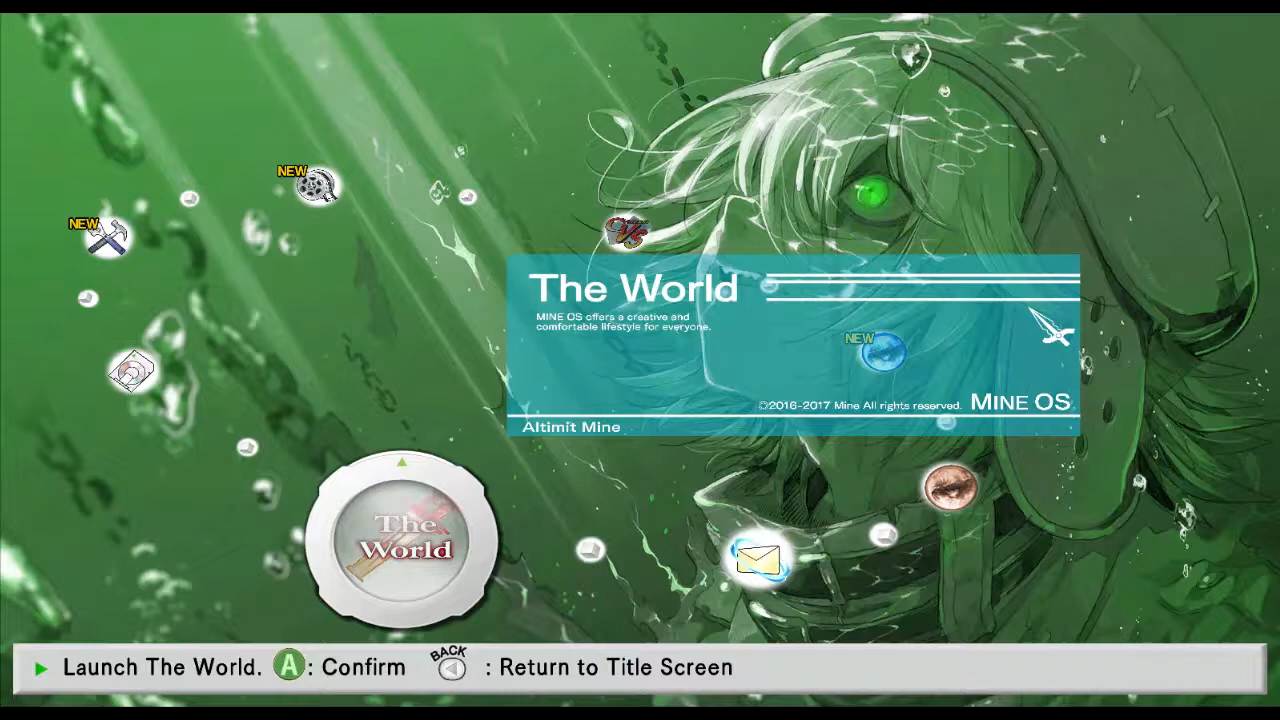 NEW
NEW
The World
MINE OS offers a creative and
comfortable lifestyle for everyone.
NEW
©2016-2017 Mine All rights reserved. MINE OS
Altimit Mine
The
World
Launch The World. A : Confirm BACK : Return to Title Screen